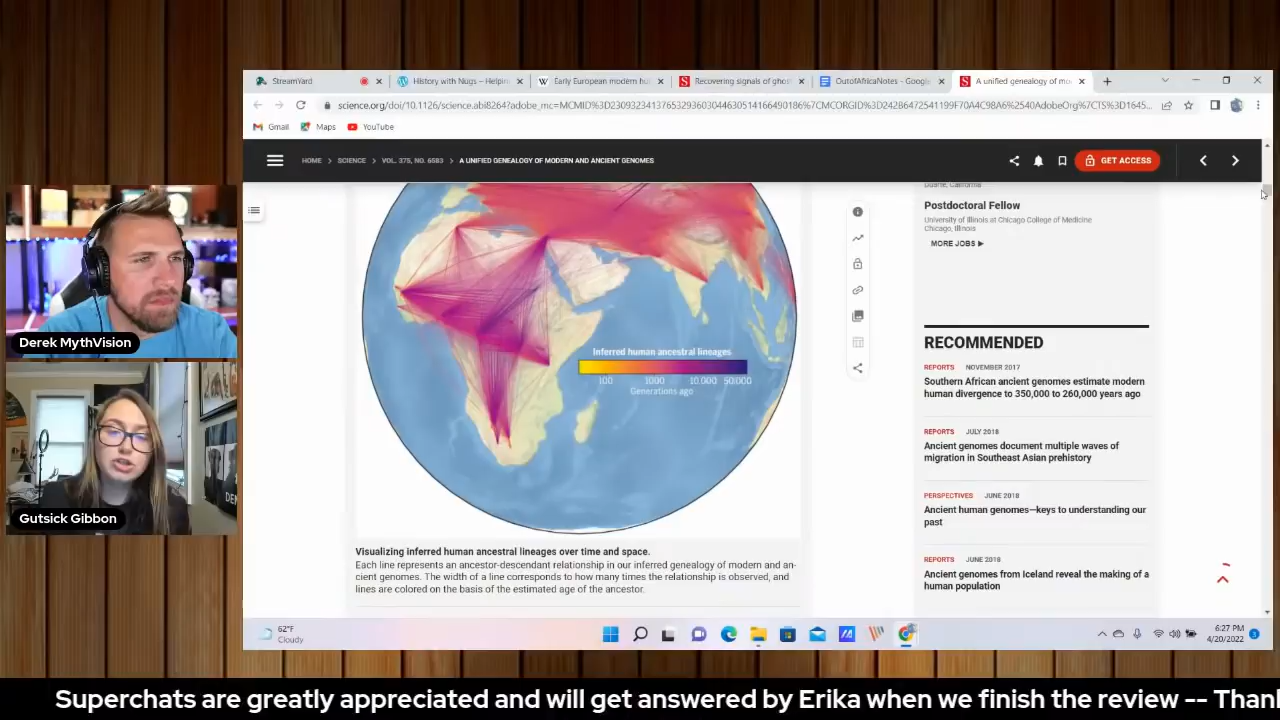 StreamYard
History with Nugs – Helpin
Early European modern hu
Recovering signals of ghos
OutofAfricaNotes - Google
A unified genealogy of mo
Gmail
Maps
YouTube
HOME > SCIENCE > VOL. 375, NO. 6583 > A UNIFIED GENEALOGY OF MODERN AND ANCIENT GENOMES
GET ACCESS
Duarte, California
Postdoctoral Fellow
University of Illinois at Chicago College of Medicine
Chicago, Illinois
MORE JOBS ▶
Inferred human ancestral lineages
100 1000 10.000 50.000
Generations ago
RECOMMENDED
REPORTS NOVEMBER 2017
Southern African ancient genomes estimate modern
human divergence to 350,000 to 260,000 years ago
REPORTS JULY 2018
Ancient genomes document multiple waves of
migration in Southeast Asian prehistory
PERSPECTIVES JUNE 2018
Ancient human genomes—keys to understanding our
past
REPORTS JUNE 2018
Ancient genomes from Iceland reveal the making of a
human population
Visualizing inferred human ancestral lineages over time and space.
Each line represents an ancestor-descendant relationship in our inferred genealogy of modern and an-
cient genomes. The width of a line corresponds to how many times the relationship is observed, and
lines are colored on the basis of the estimated age of the ancestor.
Derek MythVision
Gutsick Gibbon
62°F
Cloudy
6:27 PM
4/20/2022
Superchats are greatly appreciated and will get answered by Erika when we finish the review -- Than